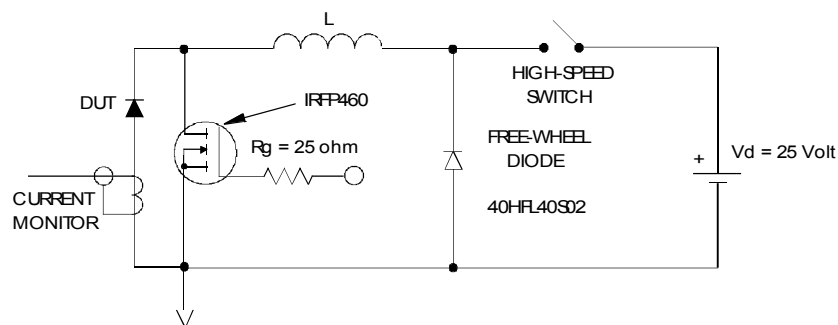 L
HIGH-SPEED
SWITCH
IRFP460
DUT
Rg = 25 ohm
FREE-WHEEL
DIODE
+
Vd = 25 Volt
CURRENT
MONITOR
40HFL40S02